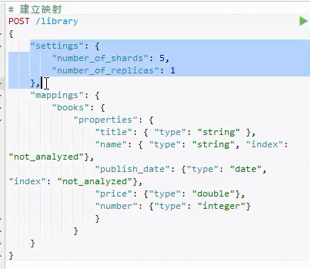 # 建立映射
POST /library
{
"settings": {
"number_of_shards": 5,
"number_of_replicas": 1
},
"mappings": {
"books": {
"properties": {
"title": { "type": "string" },
"name": { "type": "string", "index":
"not_analyzed"},
"publish_date": {"type": "date",
"index": "not_analyzed"},
"price": {"type": "double"},
"number": {"type": "integer"}
}
}
}
}